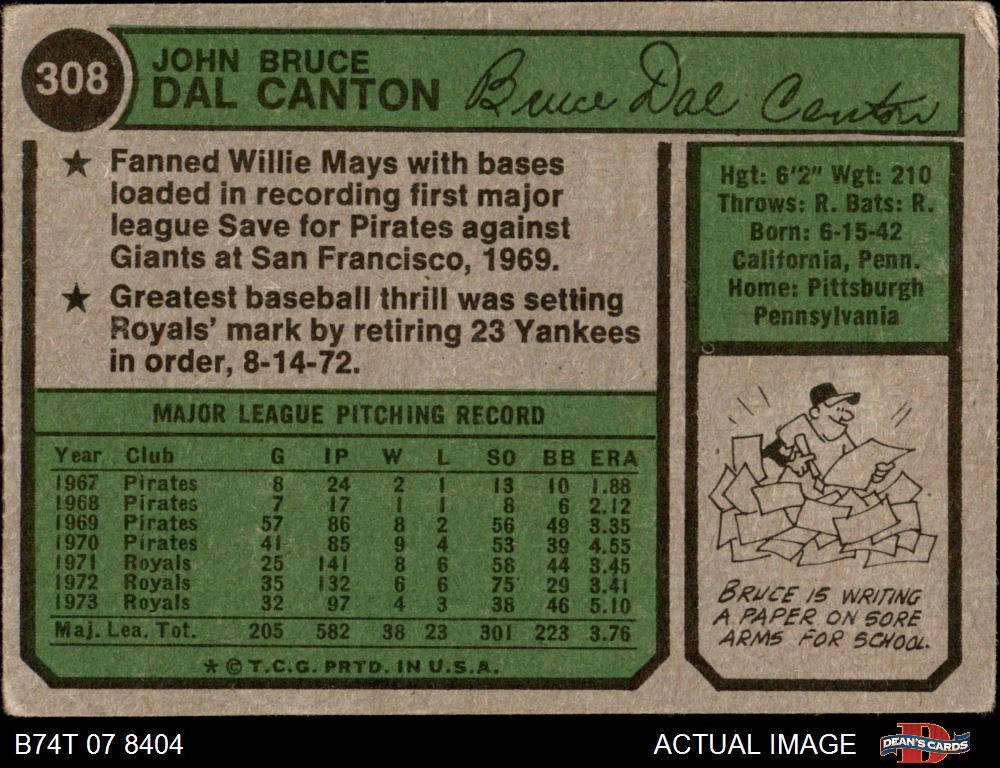 308
JOHN BRUCE
DAL CANTON
Bruce Dal Canton
★ Fanned Willie Mays with bases
loaded in recording first major
league Save for Pirates against
Giants at San Francisco, 1969.
★ Greatest baseball thrill was setting
Royals' mark by retiring 23 Yankees
in order, 8-14-72.
MAJOR LEAGUE PITCHING RECORD
Year Club G IP W L SO BB ERA
1967 Pirates 8 24 2 1 13 10 1.88
1968 Pirates 7 17 1 1 8 6 2.12
1969 Pirates 57 86 8 2 56 49 3.35
1970 Pirates 41 85 9 4 53 39 4.55
1971 Royals 25 141 8 6 58 44 3.45
1972 Royals 35 132 6 6 75 29 3.41
1973 Royals 32 97 4 3 38 46 5.10
Maj. Lea. Tot. 205 582 38 23 301 223 3.76
* © T.C.G. PRTD. IN U.S.A.
Hgt: 6'2" Wgt: 210
Throws: R. Bats: R.
Born: 6-15-42
California, Penn.
Home: Pittsburgh
Pennsylvania
BRUCE IS WRITING
A PAPER ON SORE
ARMS FOR SCHOOL.
B74T 07 8404
ACTUAL IMAGE
DEAN'S CARDS